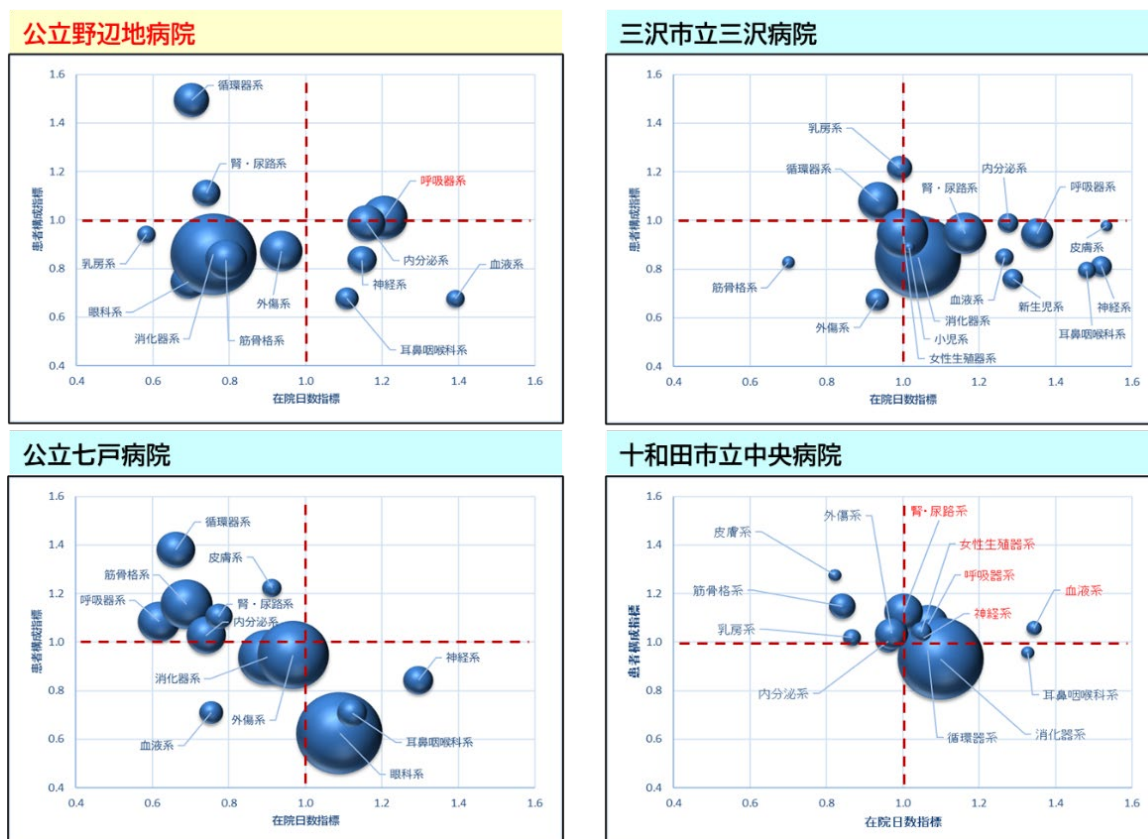 公立野辺地病院
患者構成指標
1.6
1.4
1.2
1.0
0.8
0.6
0.4
循環器系
腎・尿路系
呼吸器系
乳房系
内分泌系
血液系
神経系
眼科系
外傷系
消化器系
筋骨格系
耳鼻咽喉科系
0.4 0.6 0.8 1.0 1.2 1.4 1.6
在院日数指標
三沢市立三沢病院
患者構成指標
1.6
1.4
1.2
1.0
0.8
0.6
0.4
乳房系
循環器系
内分泌系
腎・尿路系
呼吸器系
皮膚系
筋骨格系
血液系
新生児系
神経系
外傷系
消化器系
耳鼻咽喉科系
小児系
女性生殖器系
0.4 0.6 0.8 1.0 1.2 1.4 1.6
在院日数指標
公立七戸病院
患者構成指標
1.6
1.4
1.2
1.0
0.8
0.6
0.4
循環器系
皮膚系
筋骨格系
呼吸器系
腎・尿路系
内分泌系
消化器系
神経系
外傷系
血液系
耳鼻咽喉科系
眼科系
0.4 0.6 0.8 1.0 1.2 1.4 1.6
在院日数指標
十和田市立中央病院
患者構成指標
1.6
1.4
1.2
1.0
0.8
0.6
0.4
外傷系
腎・尿路系
皮膚系
女性生殖器系
筋骨格系
呼吸器系
血液系
乳房系
神経系
内分泌系
耳鼻咽喉科系
循環器系
消化器系
0.4 0.6 0.8 1.0 1.2 1.4 1.6
在院日数指標